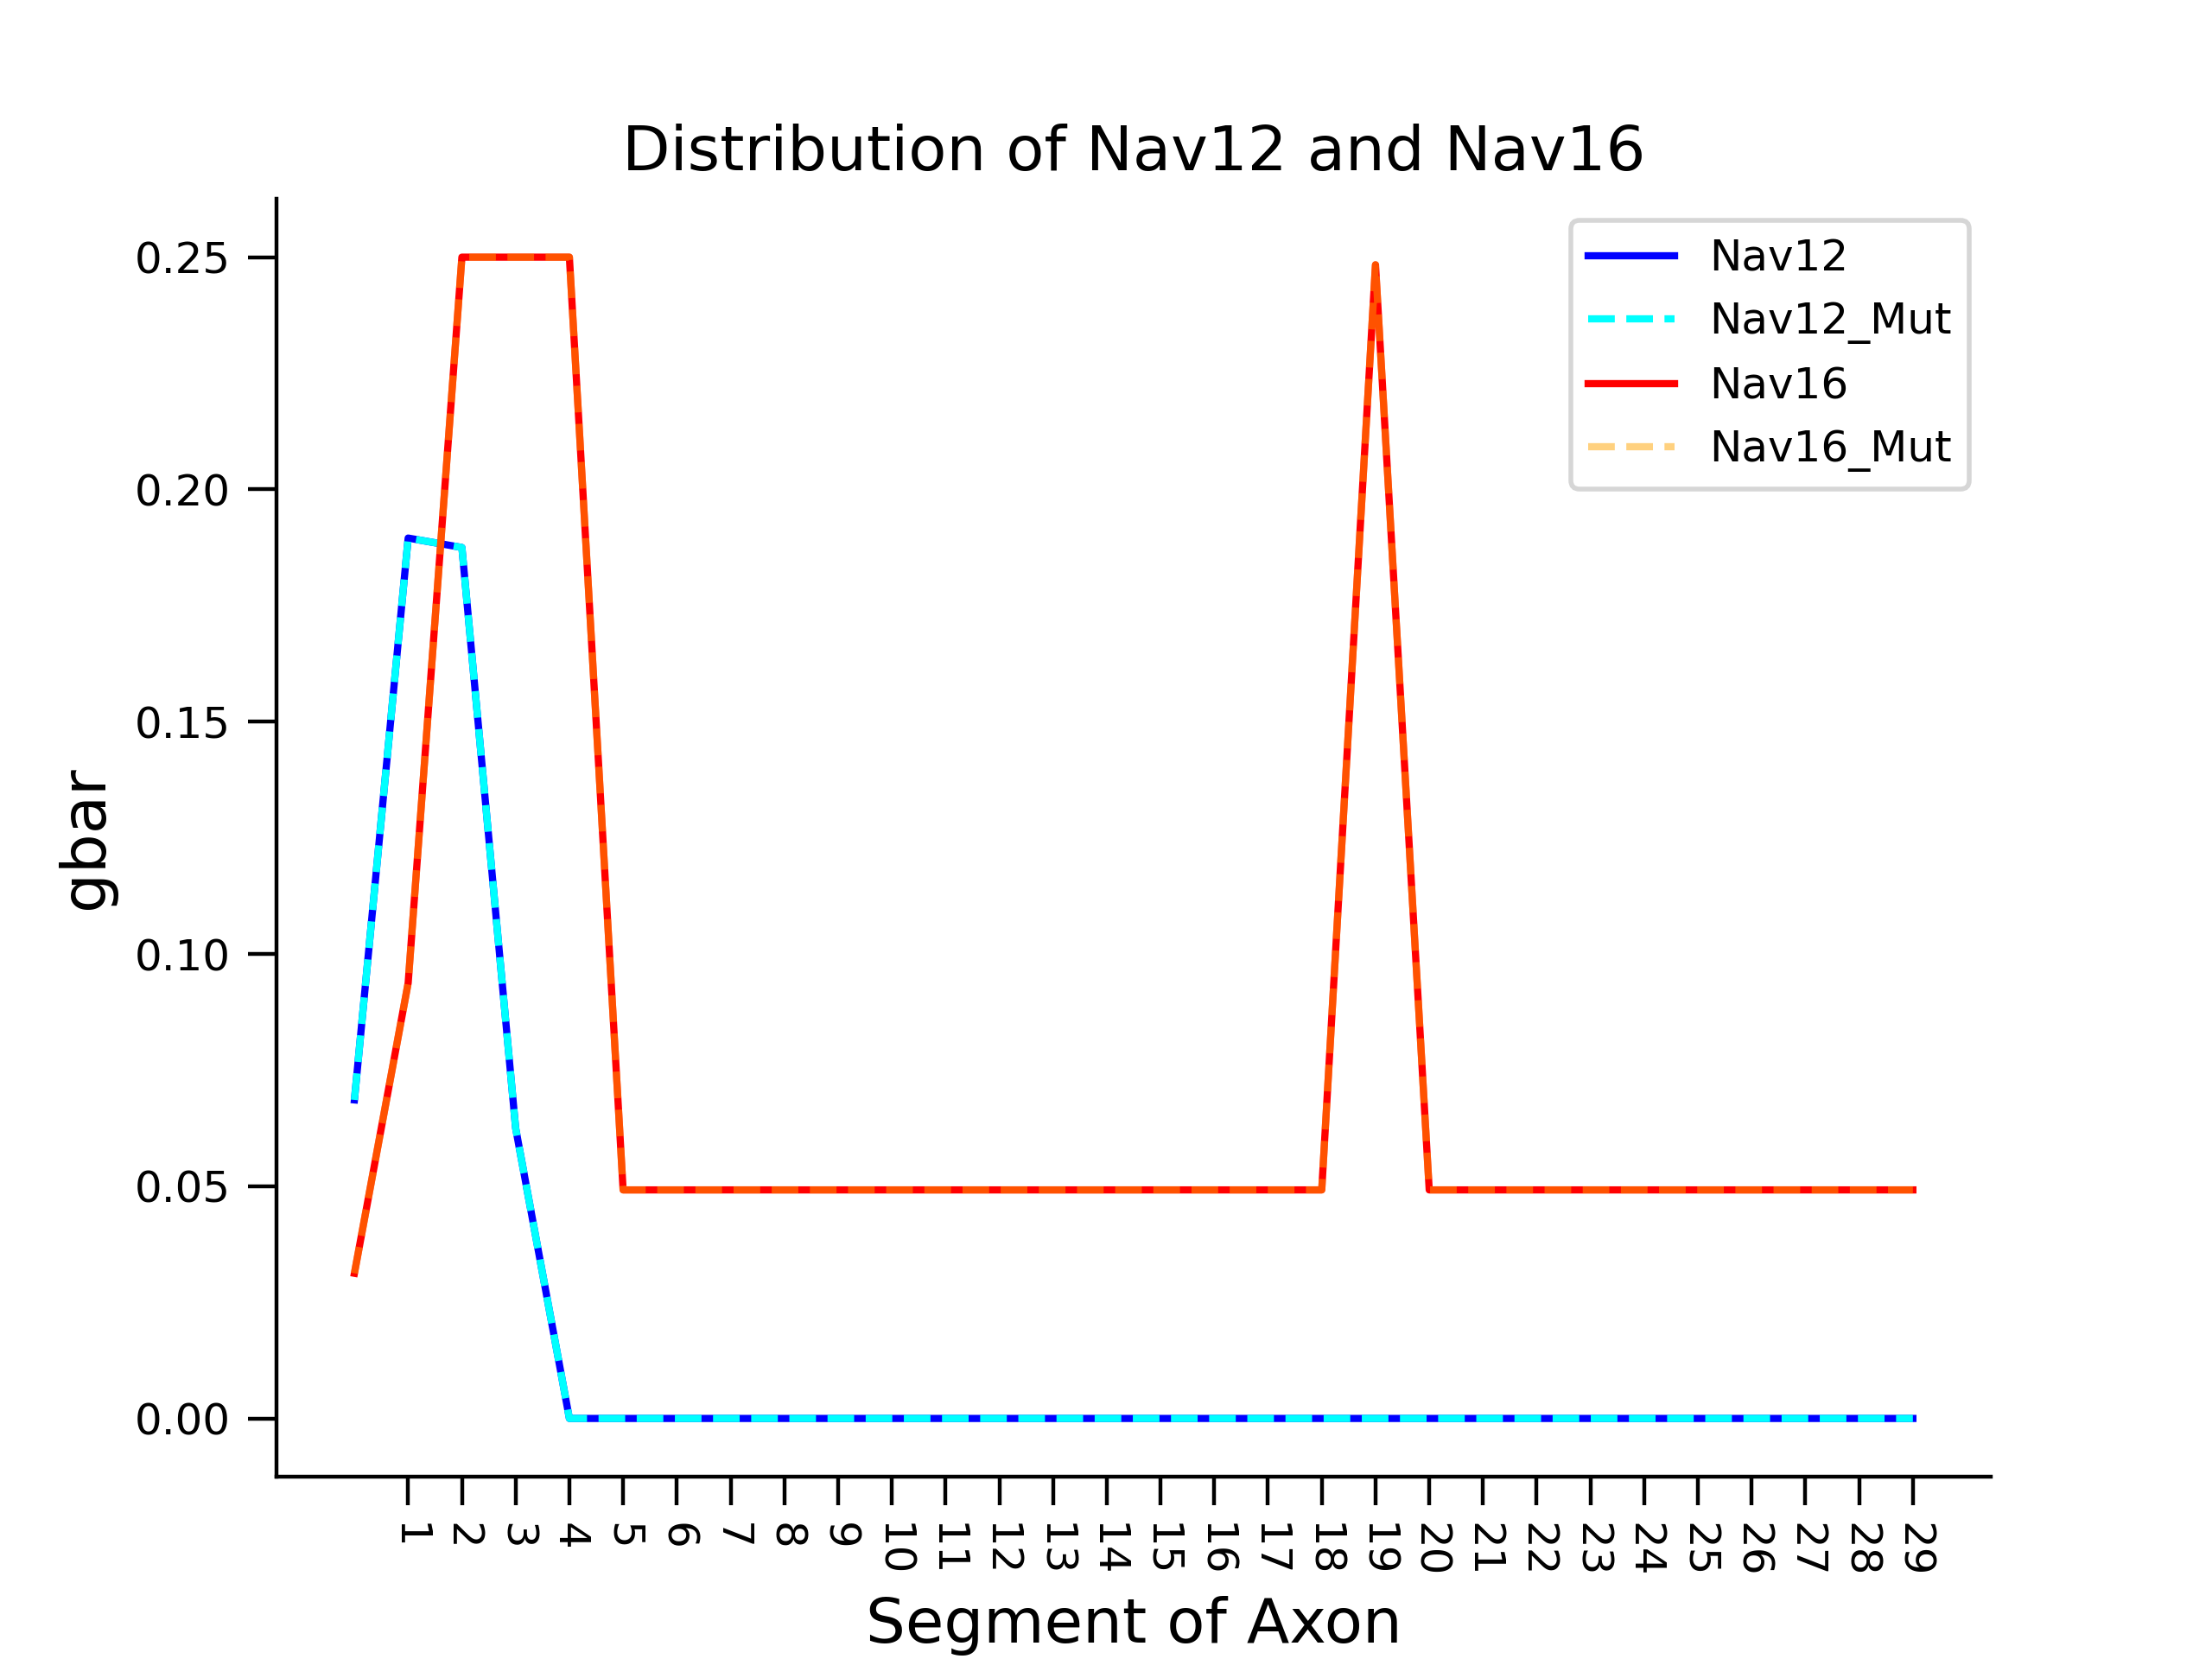 Distribution of Nav12 and Nav16
Nav12
Nav12_Mut
Nav16
Nav16_Mut
gbar
0.25
0.20
0.15
0.10
0.05
0.00
1 2 3 4 5 6 7 8 9 10 11 12 13 14 15 16 17 18 19 20 21 22 23 24 25 26 27 28 29
Segment of Axon